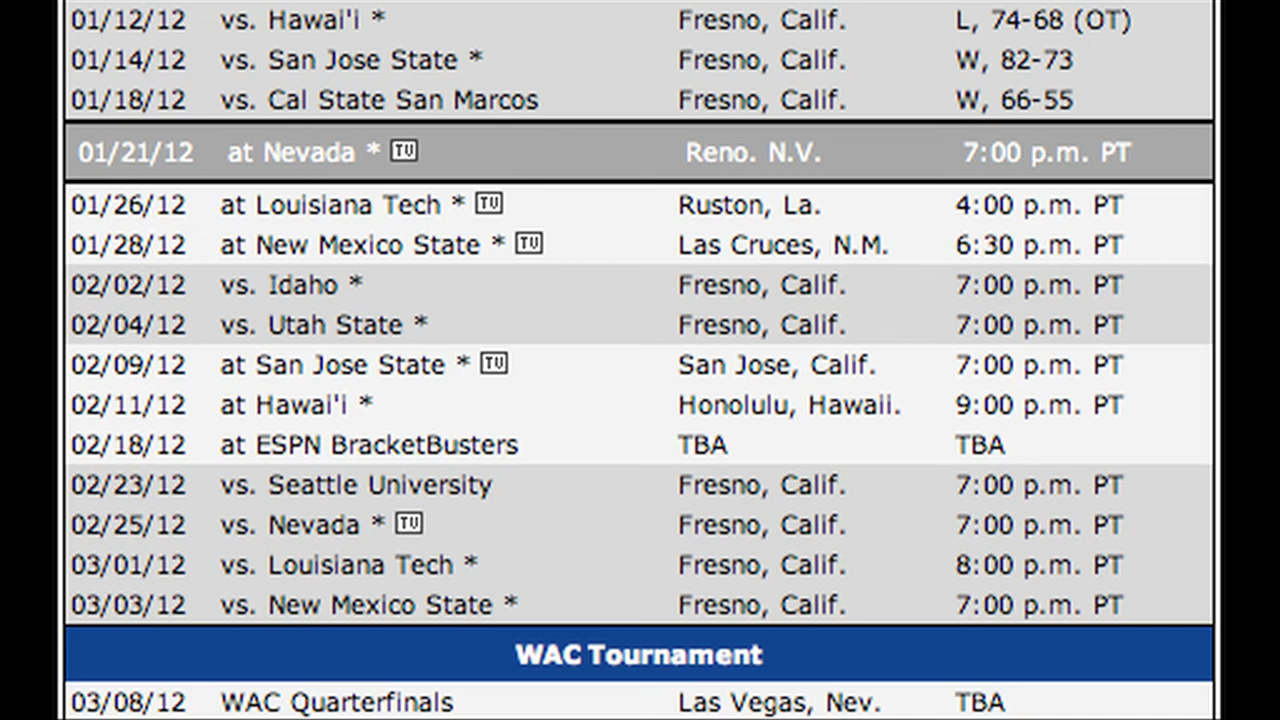 01/12/12 vs. Hawai'i * Fresno, Calif. L, 74-68 (OT)
01/14/12 vs. San Jose State * Fresno, Calif. W, 82-73
01/18/12 vs. Cal State San Marcos Fresno, Calif. W, 66-55
01/21/12 at Nevada * TV Reno. N.V. 7:00 p.m. PT
01/26/12 at Louisiana Tech * TV Ruston, La. 4:00 p.m. PT
01/28/12 at New Mexico State * TV Las Cruces, N.M. 6:30 p.m. PT
02/02/12 vs. Idaho * Fresno, Calif. 7:00 p.m. PT
02/04/12 vs. Utah State * Fresno, Calif. 7:00 p.m. PT
02/09/12 at San Jose State * TV San Jose, Calif. 7:00 p.m. PT
02/11/12 at Hawai'i * Honolulu, Hawaii. 9:00 p.m. PT
02/18/12 at ESPN BracketBusters TBA TBA
02/23/12 vs. Seattle University Fresno, Calif. 7:00 p.m. PT
02/25/12 vs. Nevada * TV Fresno, Calif. 7:00 p.m. PT
03/01/12 vs. Louisiana Tech * Fresno, Calif. 8:00 p.m. PT
03/03/12 vs. New Mexico State * Fresno, Calif. 7:00 p.m. PT
WAC Tournament
03/08/12 WAC Quarterfinals Las Vegas, Nev. TBA